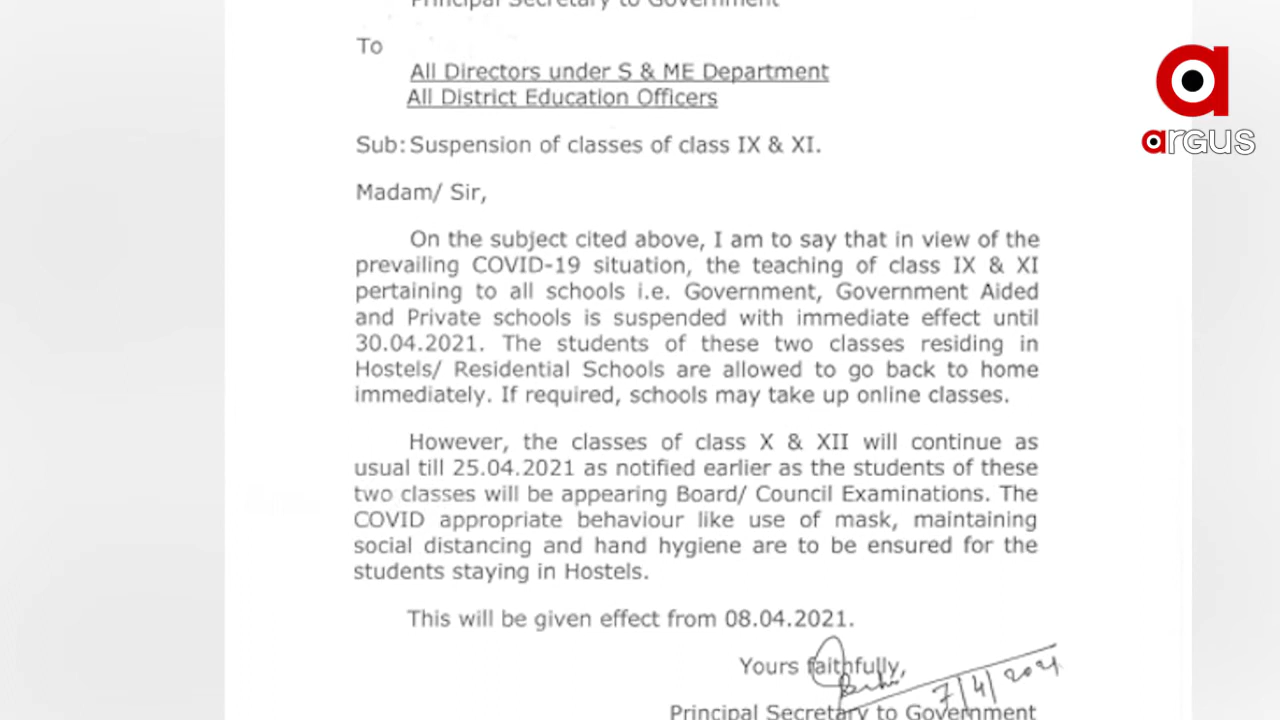 Principal Secretary to Government
To
All Directors under S & ME Department
All District Education Officers
Sub: Suspension of classes of class IX & XI.
Madam/ Sir,
On the subject cited above, I am to say that in view of the
prevailing COVID-19 situation, the teaching of class IX & XI
pertaining to all schools i.e. Government, Government Aided
and Private schools is suspended with immediate effect until
30.04.2021. The students of these two classes residing in
Hostels/ Residential Schools are allowed to go back to home
immediately. If required, schools may take up online classes.
However, the classes of class X & XII will continue as
usual till 25.04.2021 as notified earlier as the students of these
two classes will be appearing Board/ Council Examinations. The
COVID appropriate behaviour like use of mask, maintaining
social distancing and hand hygiene are to be ensured for the
students staying in Hostels.
This will be given effect from 08.04.2021.
Yours faithfully,
7/4/2021
Principal Secretary to Government
argus